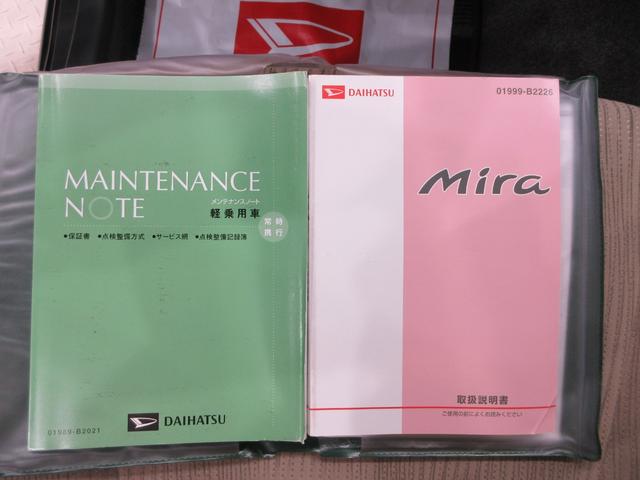 MAINTENANCE
NOTE
メンテナンスノート
軽乗用車
常時
携行
●保証書 ●点検整備方式 ●サービス網 ●点検整備記録簿
DAIHATSU
01989-B2021
DAIHATSU
01999-B2226
Mira
取扱説明書
ご使用の前によくお読みください